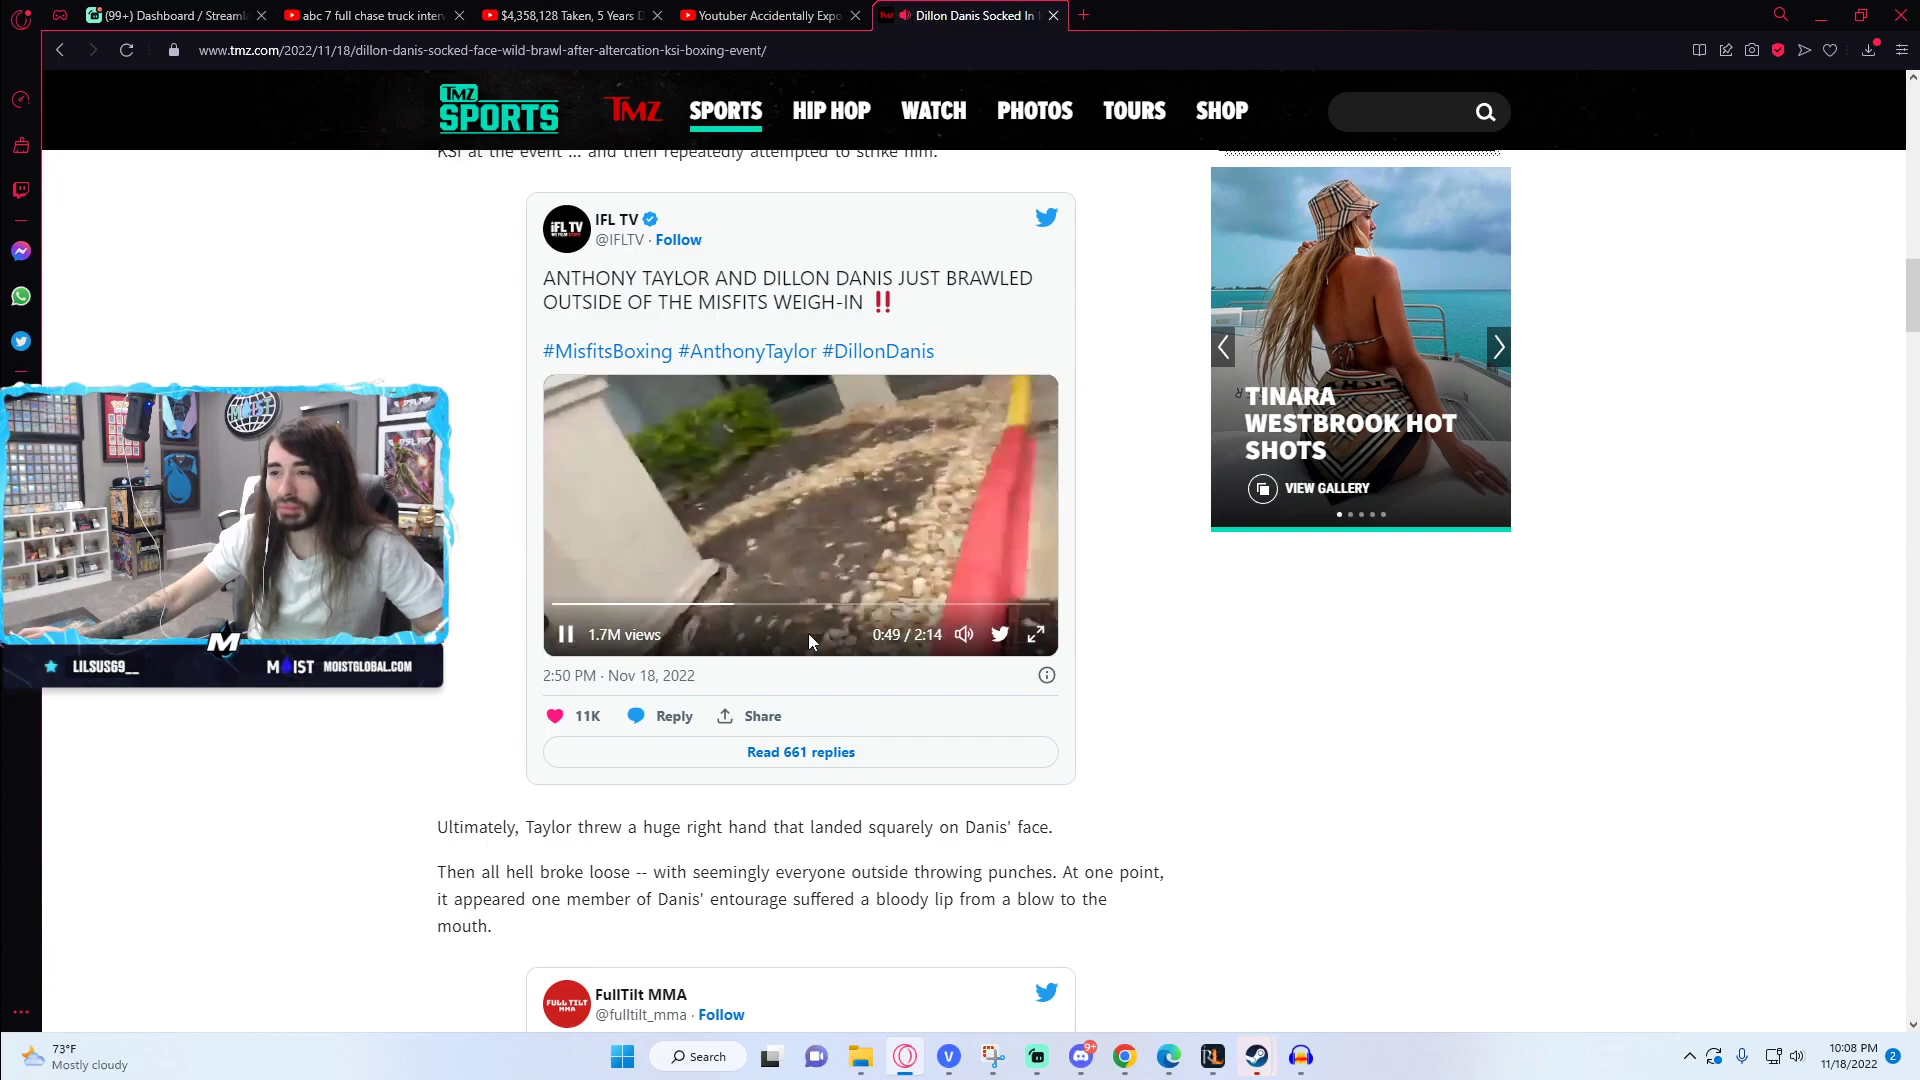 (99+) Dashboard / Streaml
abc 7 full chase truck interv
$4,358,128 Taken, 5 Years D
Youtuber Accidentally Expo
Dillon Danis Socked In
www.tmz.com/2022/11/18/dillon-danis-socked-face-wild-brawl-after-altercation-ksi-boxing-event/
TMZ
SPORTS
TMZ
SPORTS
HIP HOP
WATCH
PHOTOS
TOURS
SHOP
KSI at the event ... and then repeatedly attempted to strike him.
IFL TV
@IFLTV · Follow
ANTHONY TAYLOR AND DILLON DANIS JUST BRAWLED
OUTSIDE OF THE MISFITS WEIGH-IN ‼️
#MisfitsBoxing #AnthonyTaylor #DillonDanis
1.7M views
0:49 / 2:14
2:50 PM · Nov 18, 2022
11K
Reply
Share
Read 661 replies
TINARA
WESTBROOK HOT
SHOTS
VIEW GALLERY
M
LILSUS69__
MOIST
MOISTGLOBAL.COM
Ultimately, Taylor threw a huge right hand that landed squarely on Danis' face.
Then all hell broke loose -- with seemingly everyone outside throwing punches. At one point,
it appeared one member of Danis' entourage suffered a bloody lip from a blow to the
mouth.
FULL TILT
MMA
FullTilt MMA
@fulltilt_mma · Follow
73°F
Mostly cloudy
Search
9+
10:08 PM
11/18/2022
2